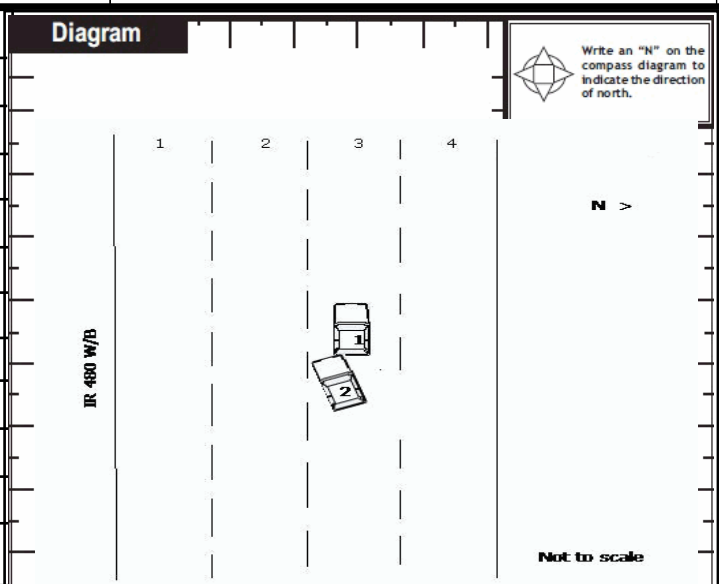 Diagram
Write an "N" on the
compass diagram to
indicate the direction
of north.
1 2 3 4
N >
IR 480 W/B
1
2
Not to scale